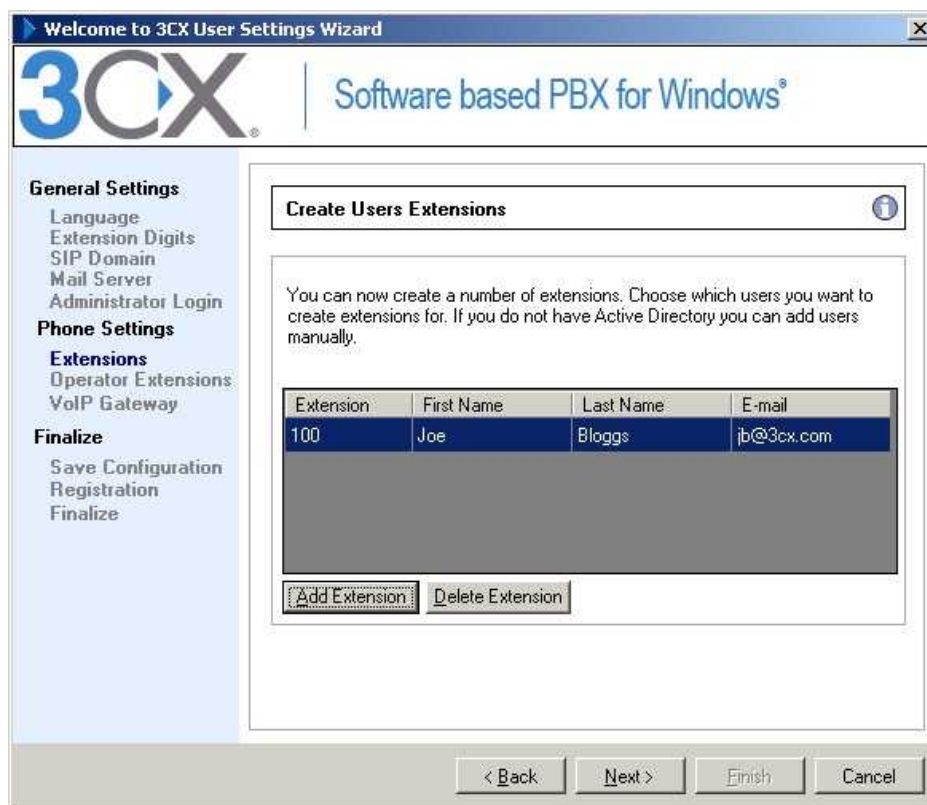 Welcome to 3CX User Settings Wizard
3CX®
Software based PBX for Windows®
General Settings
Language
Extension Digits
SIP Domain
Mail Server
Administrator Login
Phone Settings
Extensions
Operator Extensions
VoIP Gateway
Finalize
Save Configuration
Registration
Finalize
Create Users Extensions
You can now create a number of extensions. Choose which users you want to
create extensions for. If you do not have Active Directory you can add users
manually.
Extension First Name Last Name E-mail
100 Joe Bloggs jb@3cx.com
Add Extension Delete Extension
< Back Next > Finish Cancel